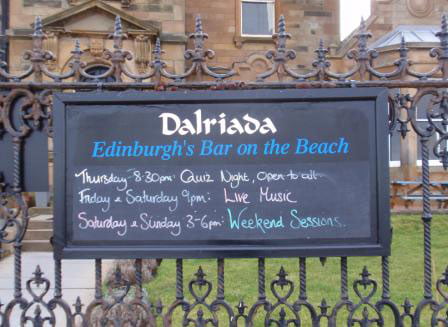 Dalriada
Edinburgh's Bar on the Beach
Thursday - 8.30pm: Quiz Night, Open to all.
Friday & Saturday 9pm: Live Music
Saturday & Sunday 3-6pm: Weekend Sessions.